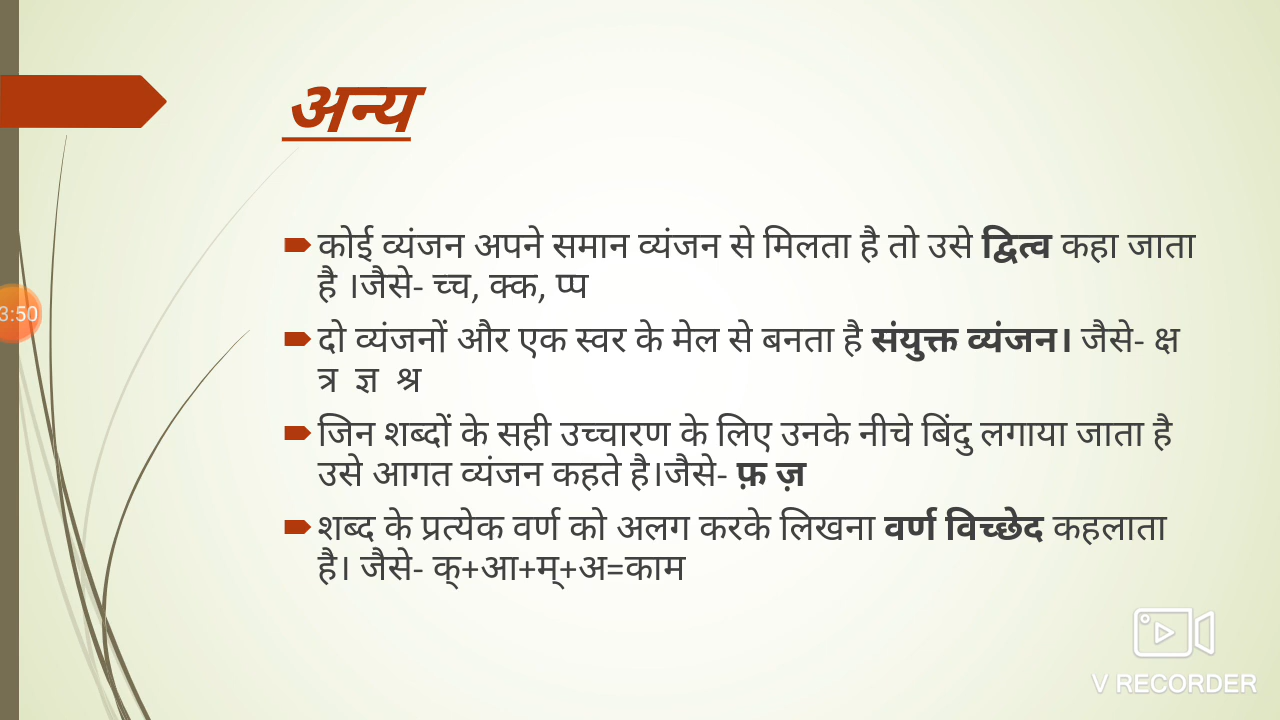 अन्य
कोई व्यंजन अपने समान व्यंजन से मिलता है तो उसे द्वित्व कहा जाता
है ।जैसे- च्च, क्क, प्प
दो व्यंजनों और एक स्वर के मेल से बनता है संयुक्त व्यंजन। जैसे- क्ष
त्र ज्ञ श्र
जिन शब्दों के सही उच्चारण के लिए उनके नीचे बिंदु लगाया जाता है
उसे आगत व्यंजन कहते है।जैसे- फ़ ज़
शब्द के प्रत्येक वर्ण को अलग करके लिखना वर्ण विच्छेद कहलाता
है। जैसे- क्+आ+म्+अ=काम
3:50
V RECORDER